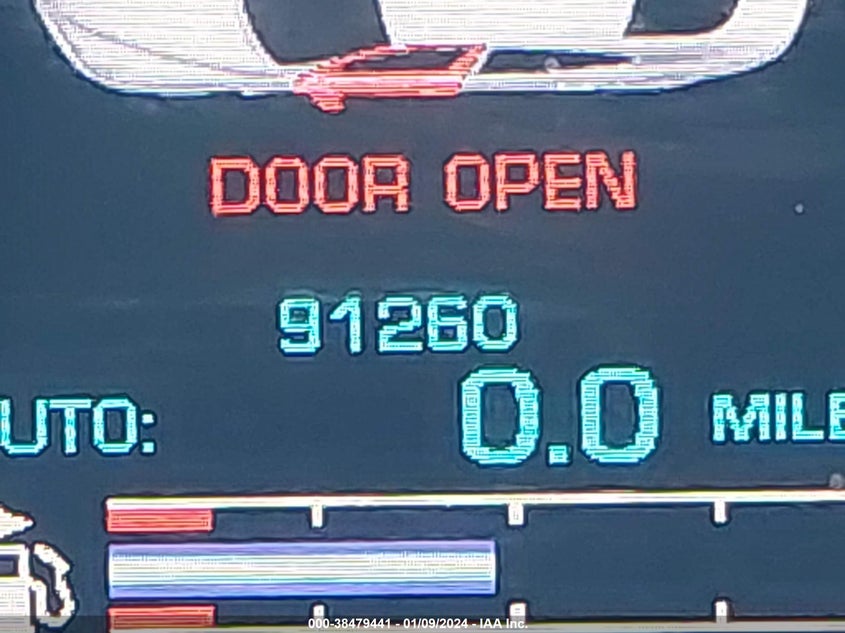 DOOR OPEN
91260
UTO: 0.0 MILE
000-38479441 - 01/09/2024 - IAA Inc.